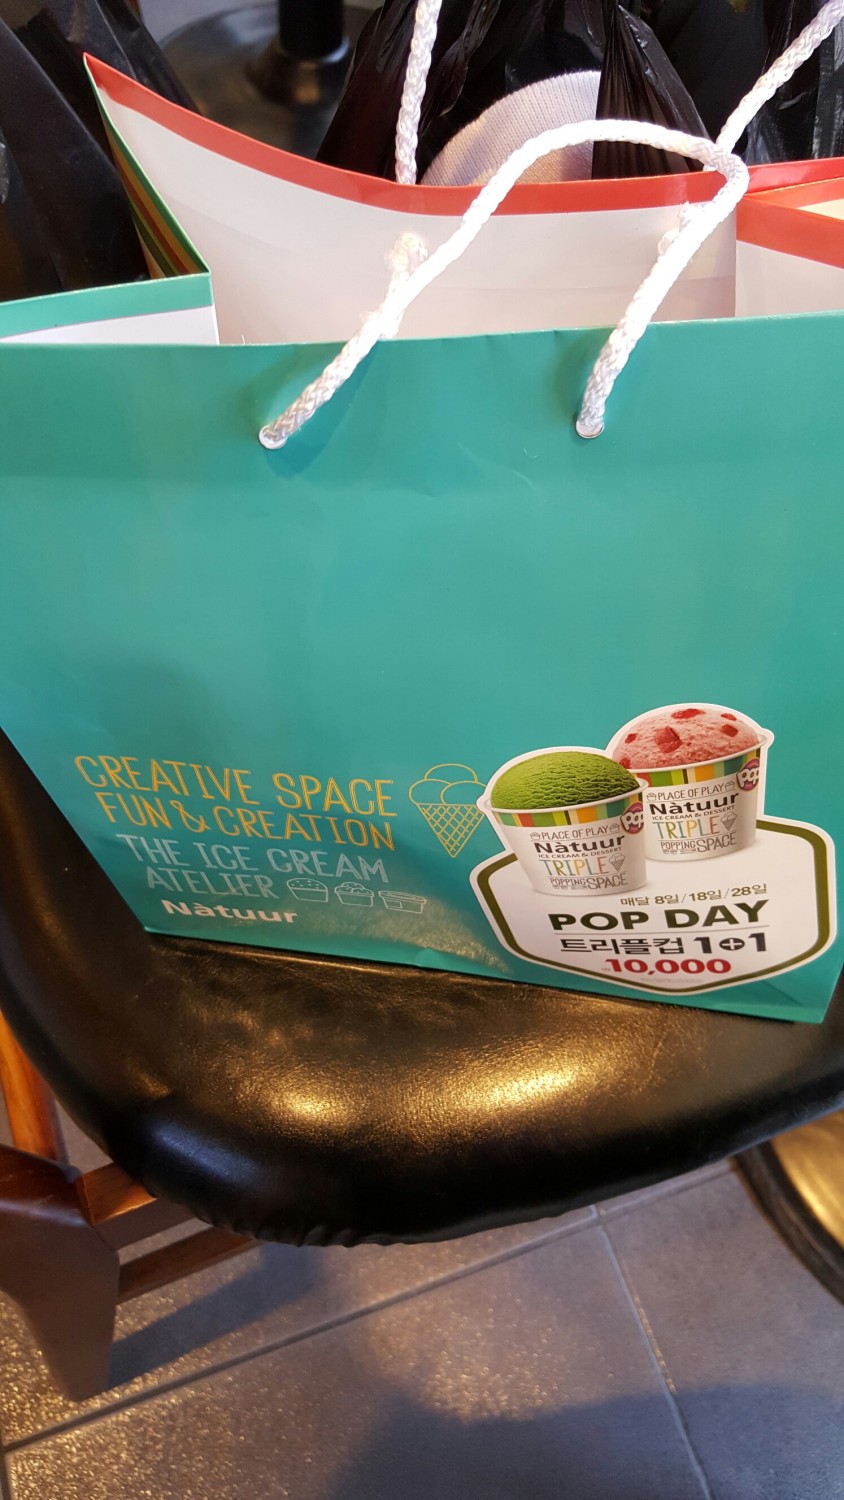 CREATIVE SPACE
FUN & CREATION
THE ICE CREAM
ATELIER
Nàtuur
PLACE OF PLAY
Nàtuur
ICE CREAM & DESSERT
TRIPLE
POPPING SPACE
PLACE OF PLAY
Nàtuur
ICE CREAM & DESSERT
TRIPLE
POPPING SPACE
매달 8일/18일/28일
POP DAY
트리플컵 1+1
10,000